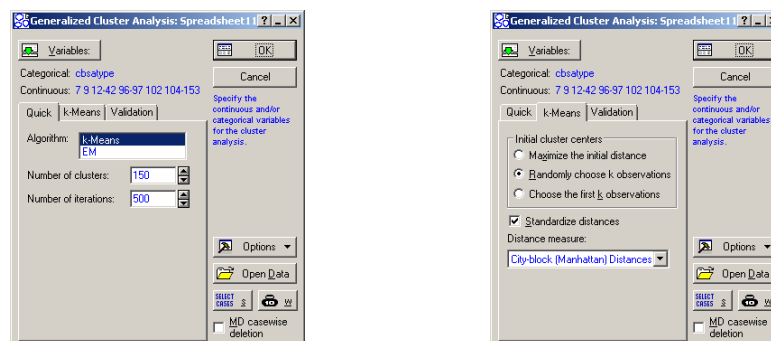 Generalized Cluster Analysis: Spreadsheet11
Variables:
OK
Categorical: cbsatype
Cancel
Continuous: 7 9 12-42 96-97 102 104-153
Specify the
continuous and/or
categorical variables
for the cluster
analysis.
Quick k-Means Validation
Algorithm: k-Means
EM
Number of clusters: 150
Number of iterations: 500
Options
Open Data
SELECT
CASES S W
MD casewise
deletion
Generalized Cluster Analysis: Spreadsheet11
Variables:
OK
Categorical: cbsatype
Cancel
Continuous: 7 9 12-42 96-97 102 104-153
Specify the
continuous and/or
categorical variables
for the cluster
analysis.
Quick k-Means Validation
Initial cluster centers
Maximize the initial distance
Randomly choose k observations
Choose the first k observations
Standardize distances
Distance measure:
City-block (Manhattan) Distances
Options
Open Data
SELECT
CASES S W
MD casewise
deletion